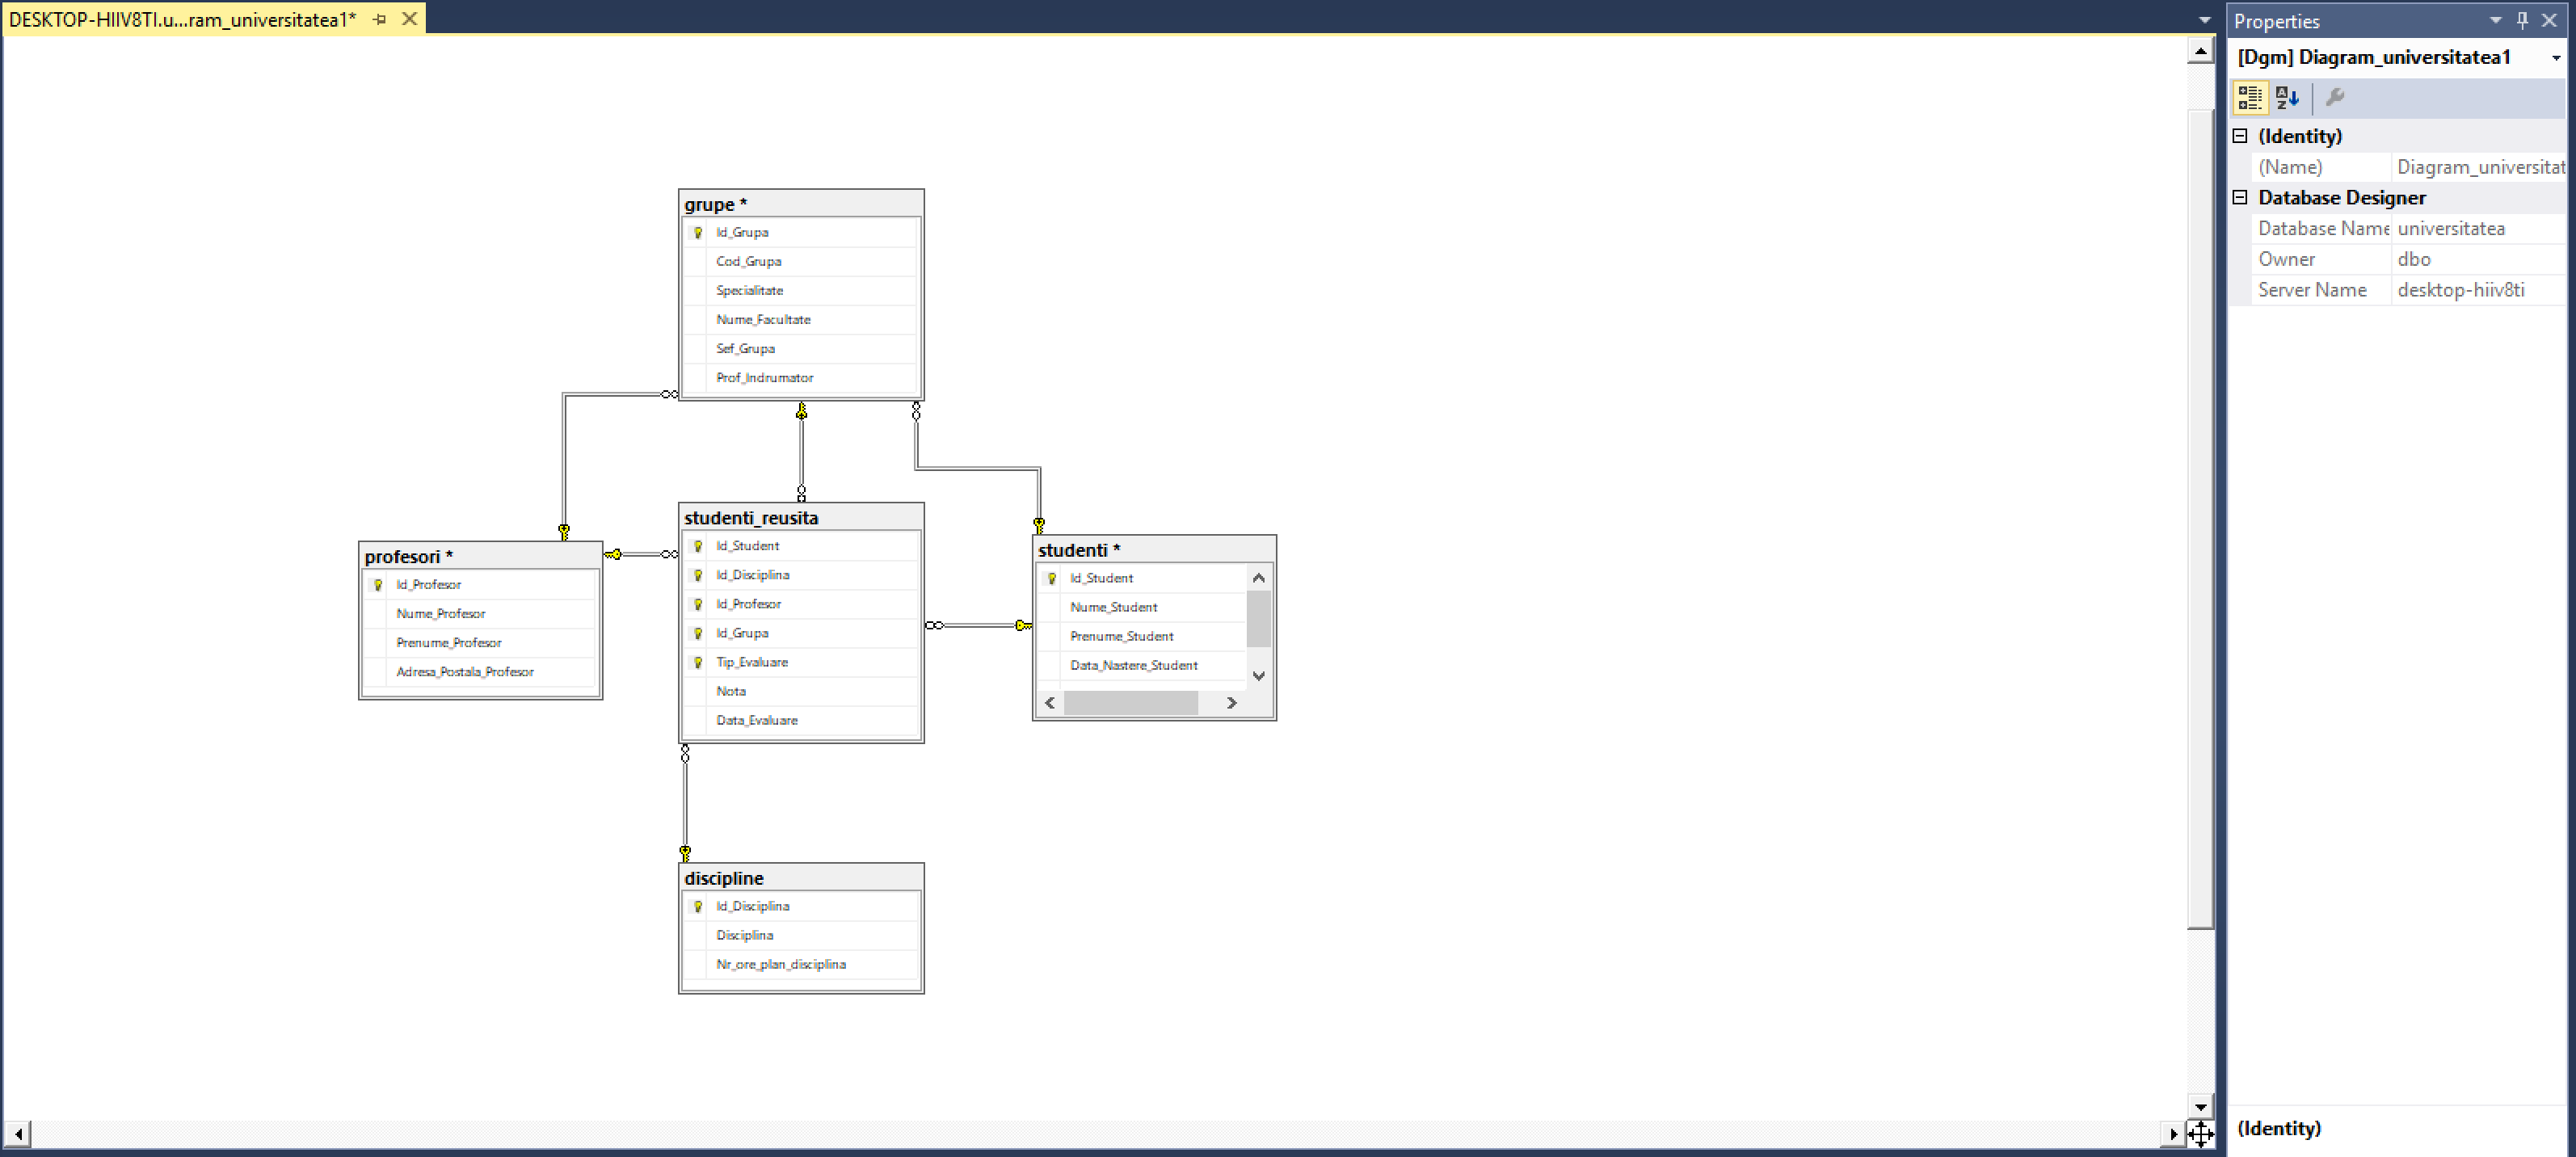 DESKTOP-HIIV8TI.u...ram_universitatea1*
grupe *
Id_Grupa
Cod_Grupa
Specialitate
Nume_Facultate
Sef_Grupa
Prof_Indrumator
profesori *
Id_Profesor
Nume_Profesor
Prenume_Profesor
Adresa_Postala_Profesor
studenti_reusita
Id_Student
Id_Disciplina
Id_Profesor
Id_Grupa
Tip_Evaluare
Nota
Data_Evaluare
studenti *
Id_Student
Nume_Student
Prenume_Student
Data_Nastere_Student
discipline
Id_Disciplina
Disciplina
Nr_ore_plan_disciplina
Properties
[Dgm] Diagram_universitatea1
(Identity)
(Name) Diagram_universitat
Database Designer
Database Name universitatea
Owner dbo
Server Name desktop-hiiv8ti
(Identity)